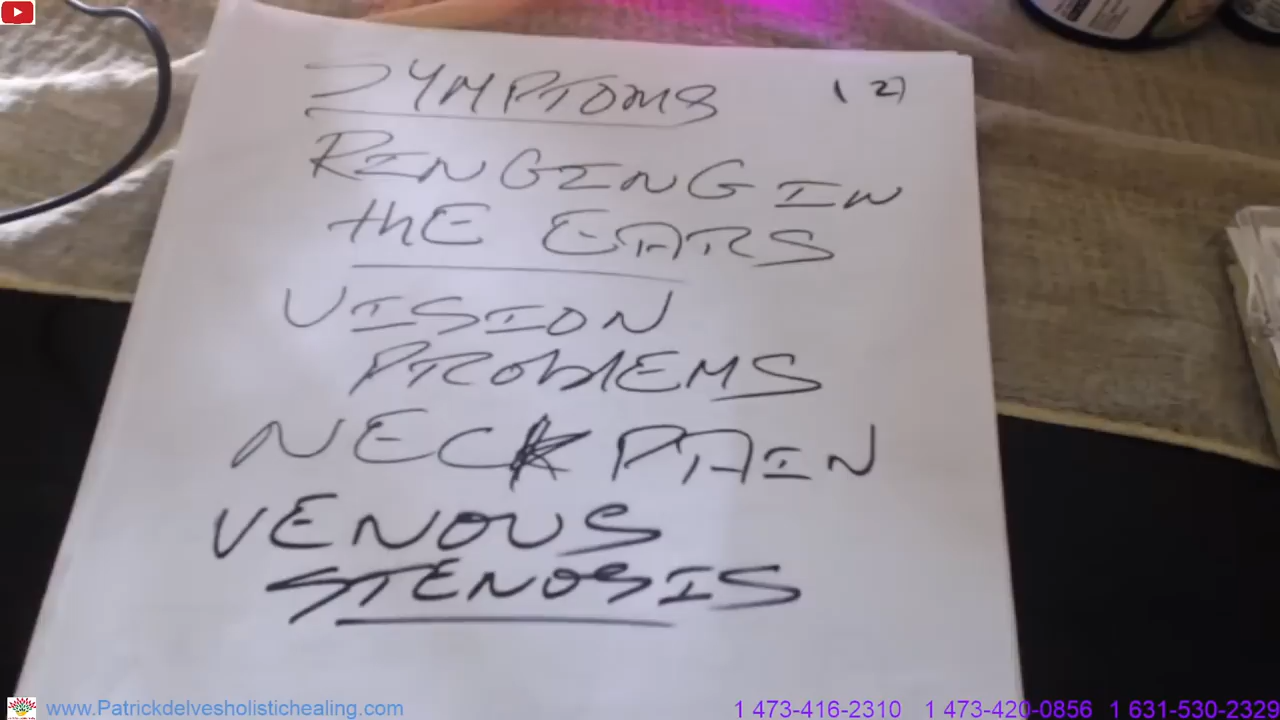 SYMPTOMS (2)
RINGING IN
thE EARS
VISION
PROblEMS
NECK PAIN
VENOUS
STENOSIS
www.Patrickdelvesholistichealing.com 1 473-416-2310 1 473-420-0856 1 631-530-2329